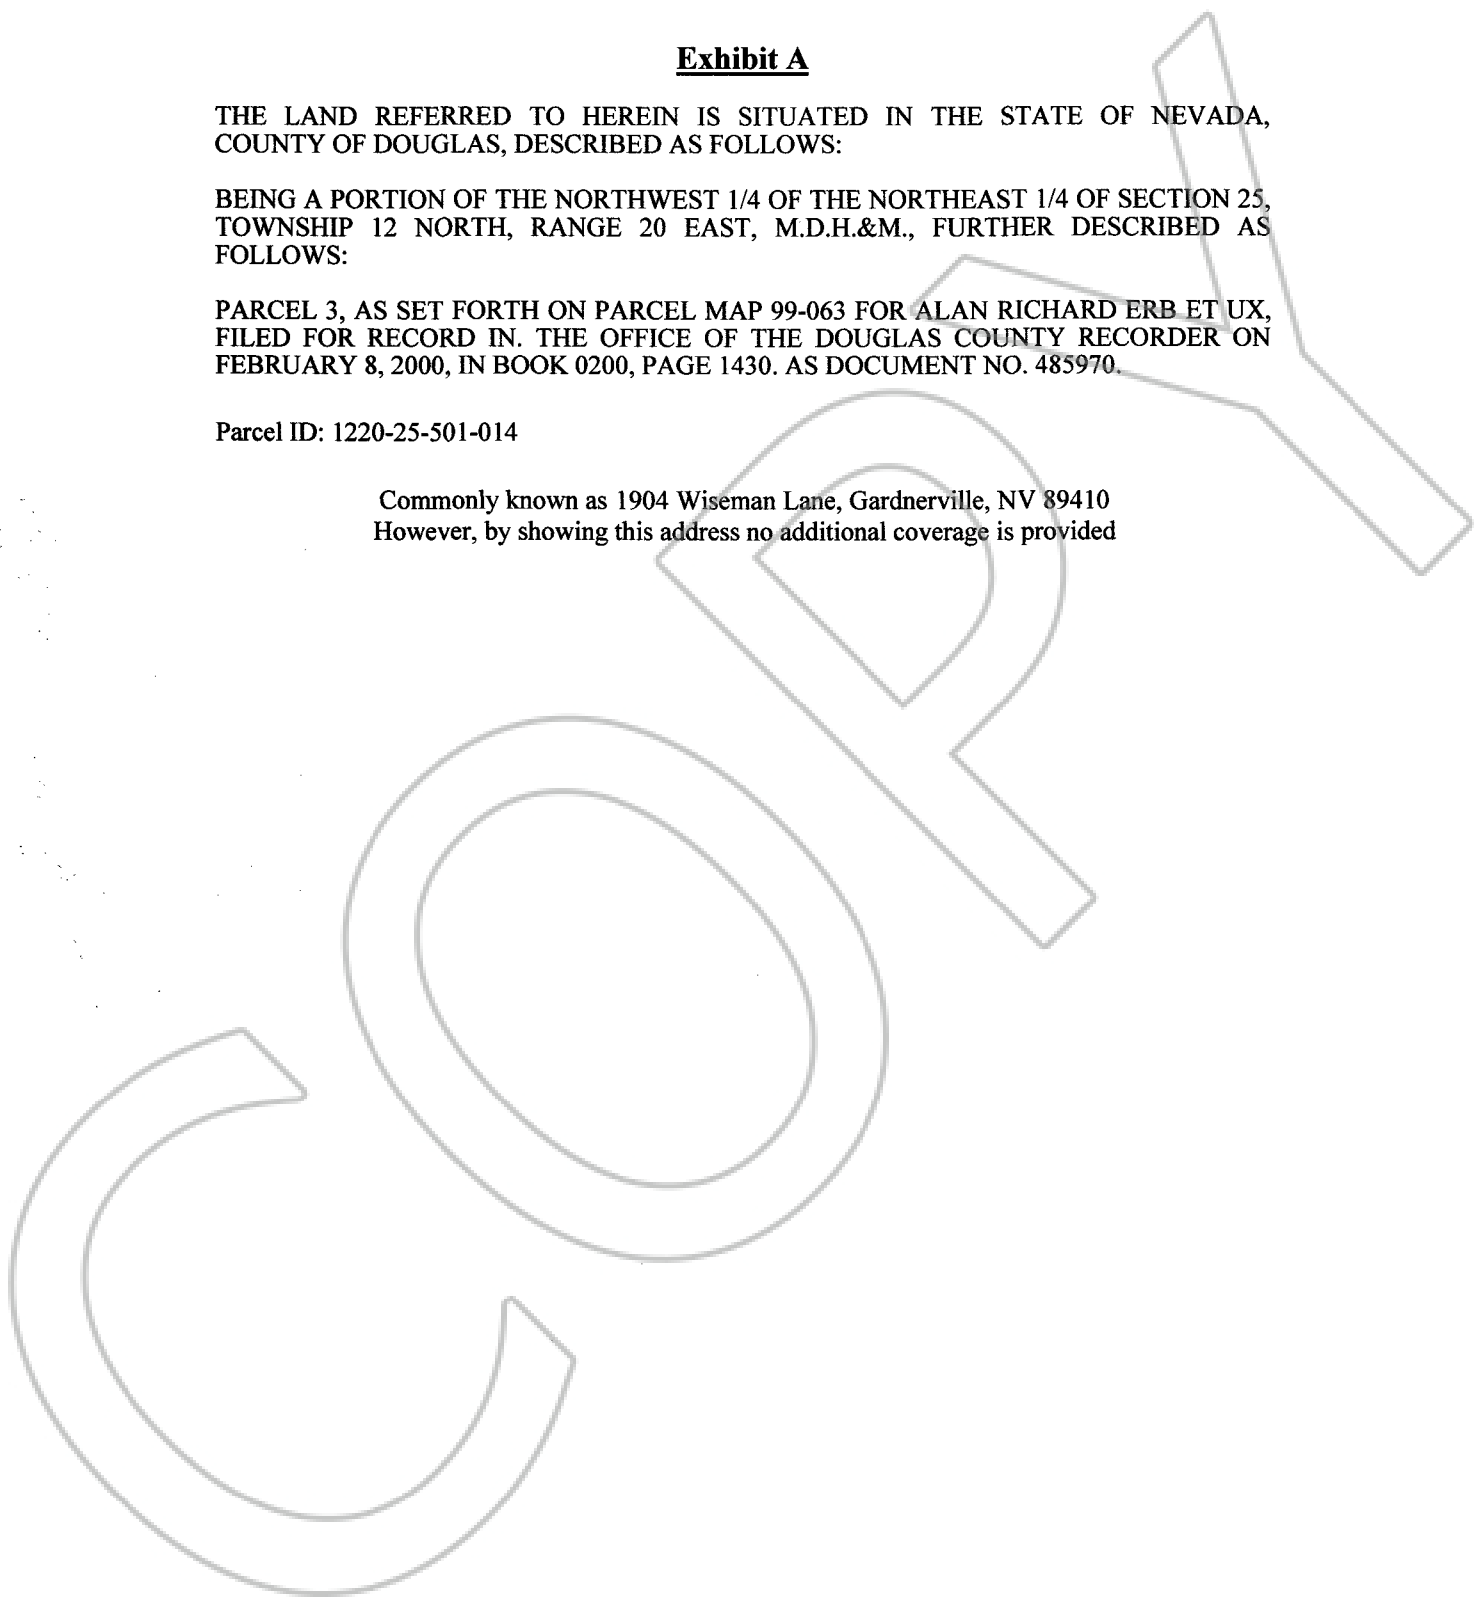 Exhibit A
THE LAND REFERRED TO HEREIN IS SITUATED IN THE STATE OF NEVADA,
COUNTY OF DOUGLAS, DESCRIBED AS FOLLOWS:
BEING A PORTION OF THE NORTHWEST 1/4 OF THE NORTHEAST 1/4 OF SECTION 25,
TOWNSHIP 12 NORTH, RANGE 20 EAST, M.D.H.&M., FURTHER DESCRIBED AS
FOLLOWS:
PARCEL 3, AS SET FORTH ON PARCEL MAP 99-063 FOR ALAN RICHARD ERB ET UX,
FILED FOR RECORD IN. THE OFFICE OF THE DOUGLAS COUNTY RECORDER ON
FEBRUARY 8, 2000, IN BOOK 0200, PAGE 1430. AS DOCUMENT NO. 485970.
Parcel ID: 1220-25-501-014
Commonly known as 1904 Wiseman Lane, Gardnerville, NV 89410
However, by showing this address no additional coverage is provided
COPY